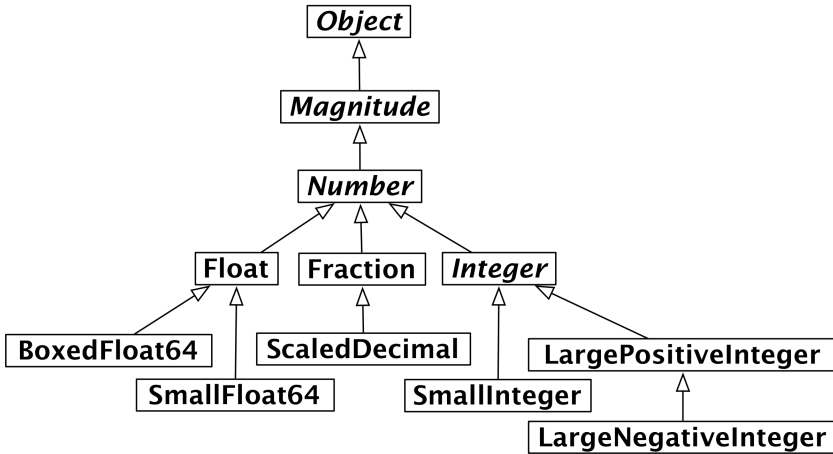 Object
Magnitude
Number
Float
Fraction
Integer
BoxedFloat64
ScaledDecimal
LargePositiveInteger
SmallFloat64
SmallInteger
LargeNegativeInteger